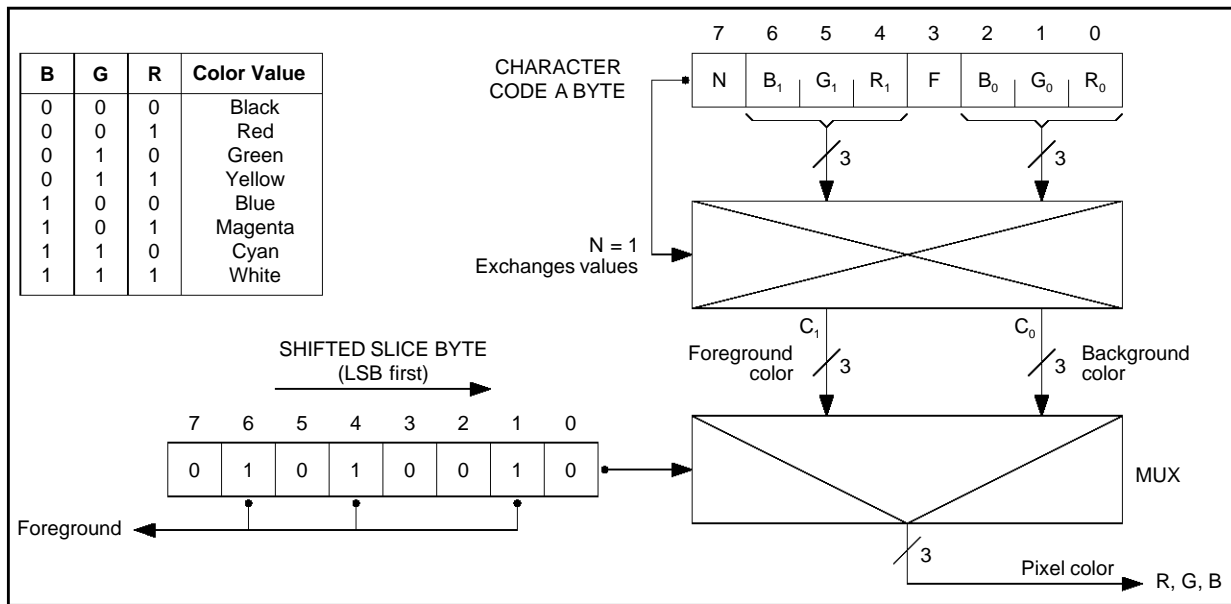 B G R Color Value
0 0 0 Black
0 0 1 Red
0 1 0 Green
0 1 1 Yellow
1 0 0 Blue
1 0 1 Magenta
1 1 0 Cyan
1 1 1 White
7 6 5 4 3 2 1 0
CHARACTER
CODE A BYTE
N B1 G1 R1 F B0 G0 R0
3 3
N = 1
Exchanges values
C1 C0
Foreground
color
3 3
Background
color
SHIFTED SLICE BYTE
(LSB first)
7 6 5 4 3 2 1 0
0 1 0 1 0 0 1 0
MUX
Foreground
3
Pixel color
R, G, B